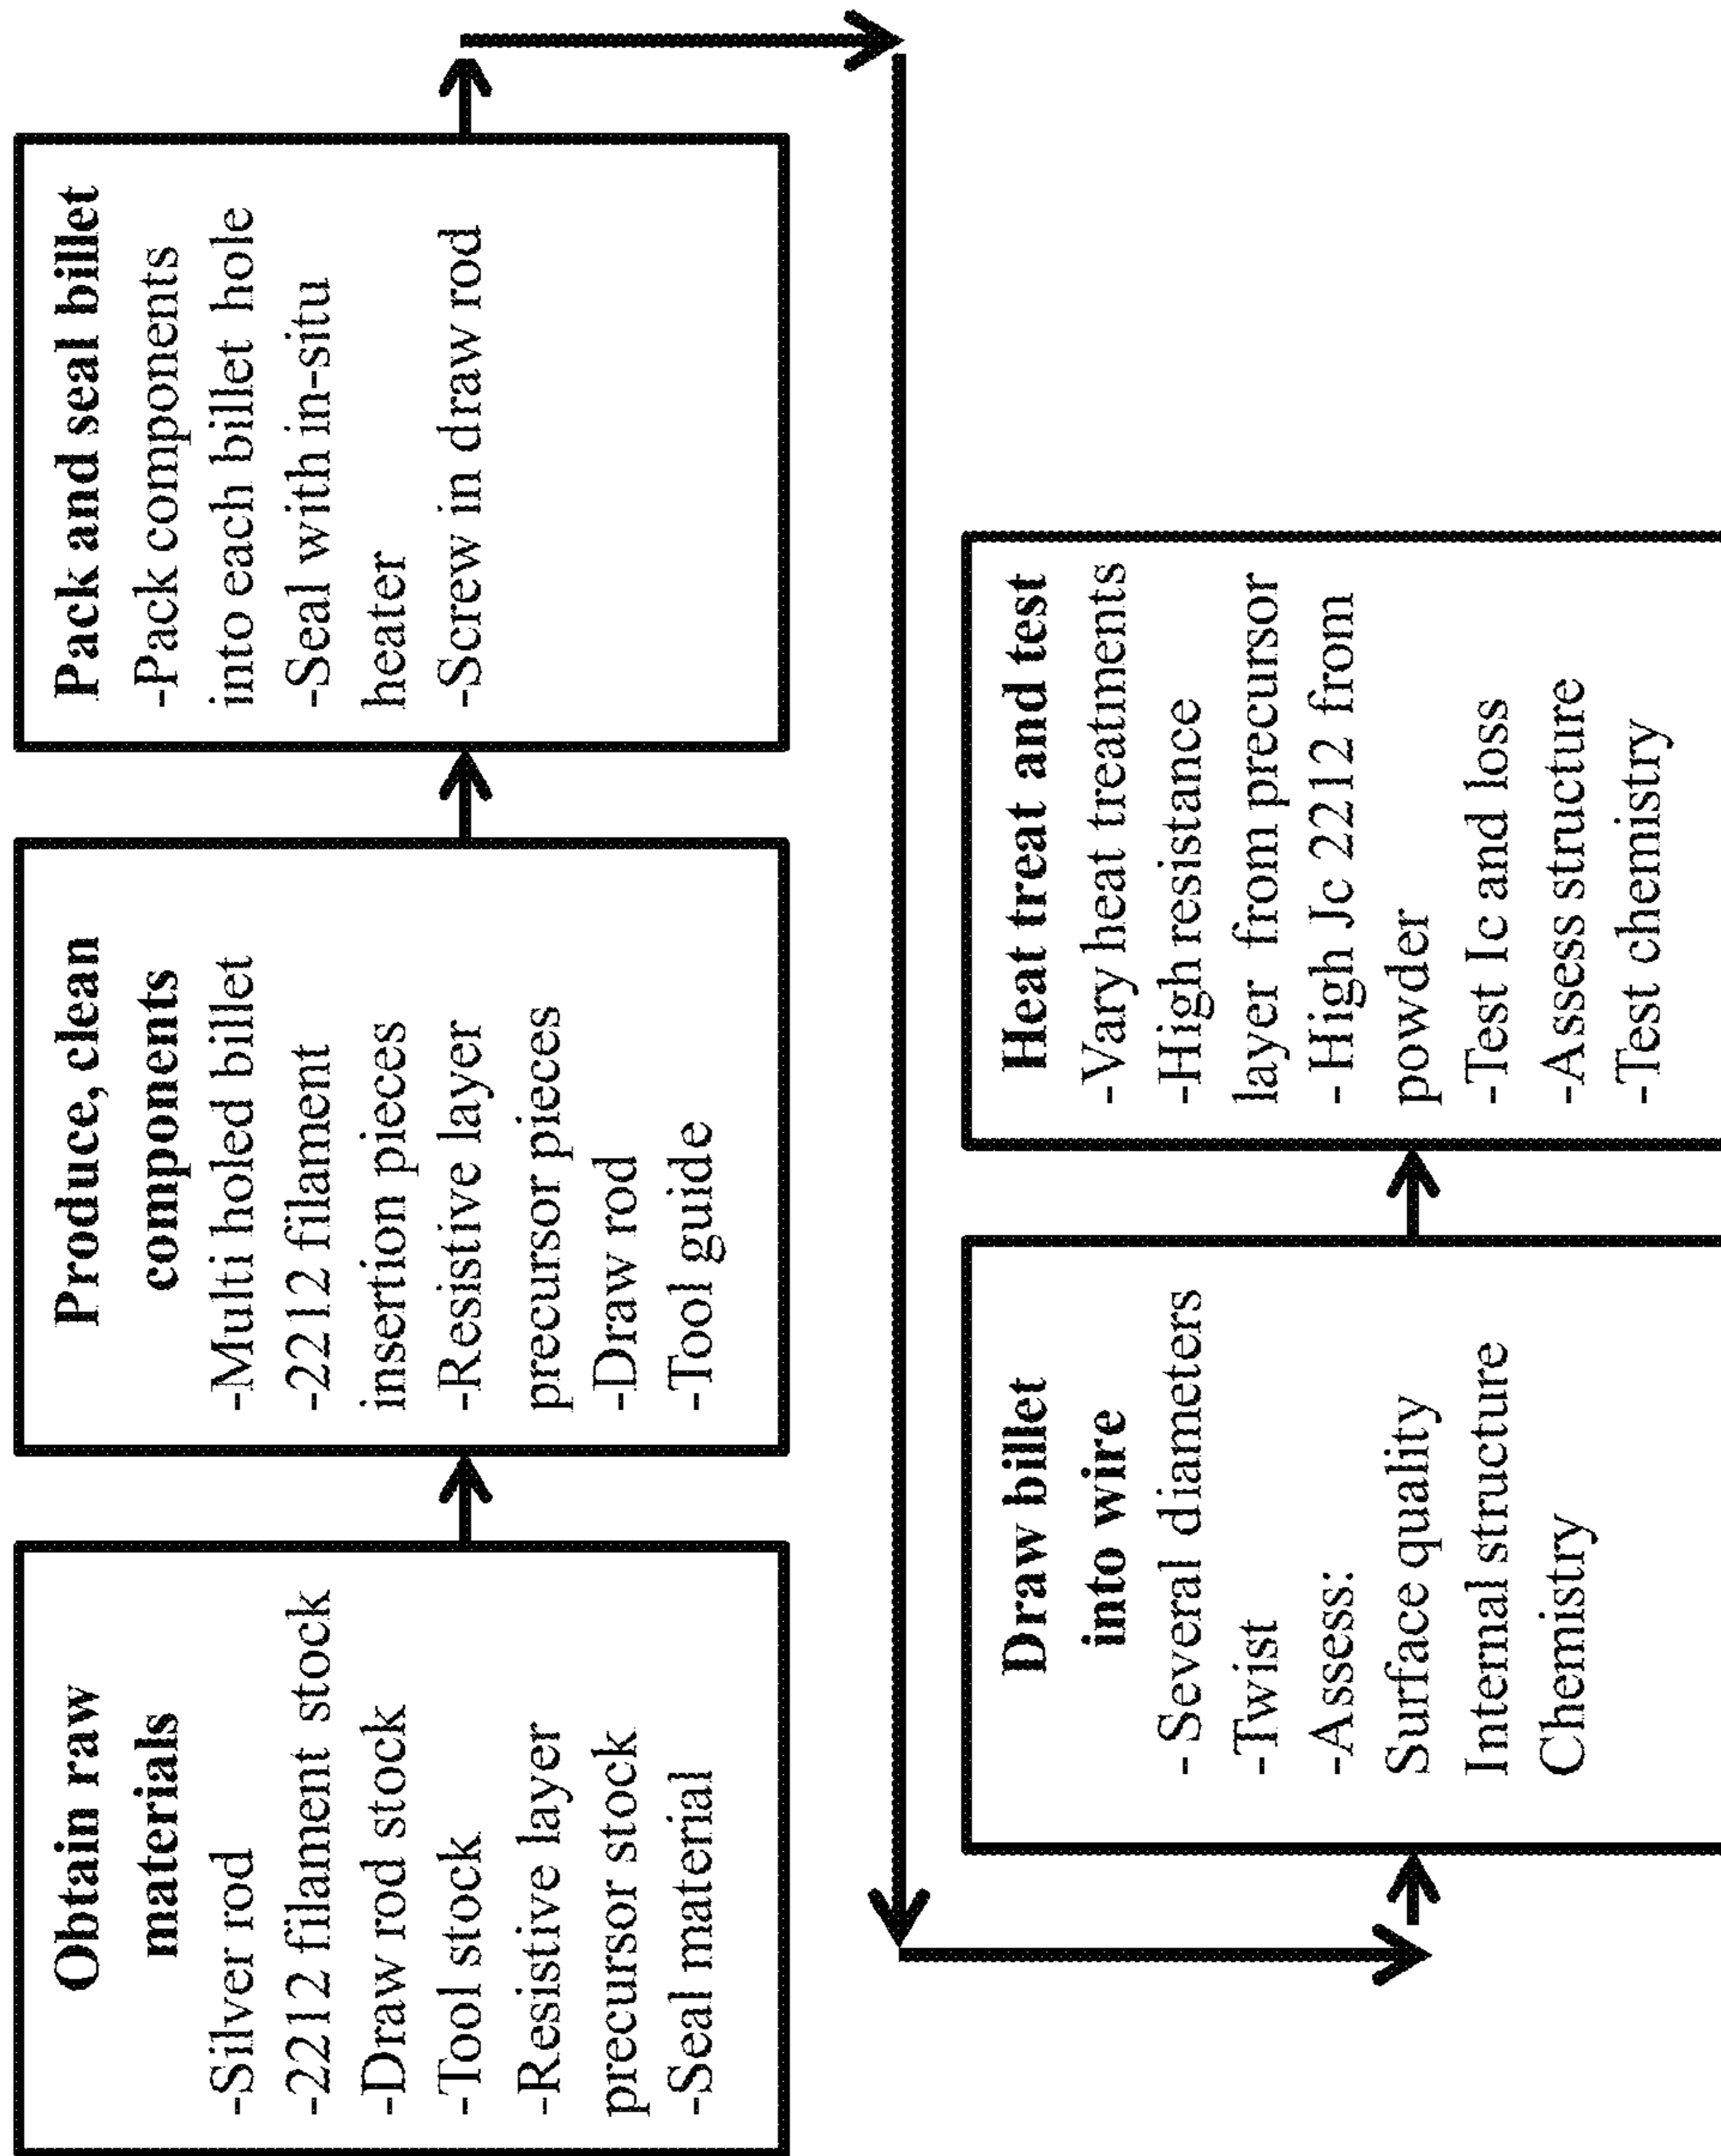 Obtain raw
materials
-Silver rod
-2212 filament stock
-Draw rod stock
-Tool stock
-Resistive layer
precursor stock
-Seal material
Produce, clean
components
-Multi holed billet
-2212 filament
insertion pieces
-Resistive layer
precursor pieces
-Draw rod
-Tool guide
Pack and seal billet
-Pack components
into each billet hole
-Seal with in-situ
heater
-Screw in draw rod
Draw billet
into wire
- Several diameters
-Twist
-Assess:
Surface quality
Internal structure
Chemistry
Heat treat and test
-Vary heat treatments
-High resistance
layer from precursor
- High Jc 2212 from
powder
-Test Ic and loss
-Assess structure
-Test chemistry